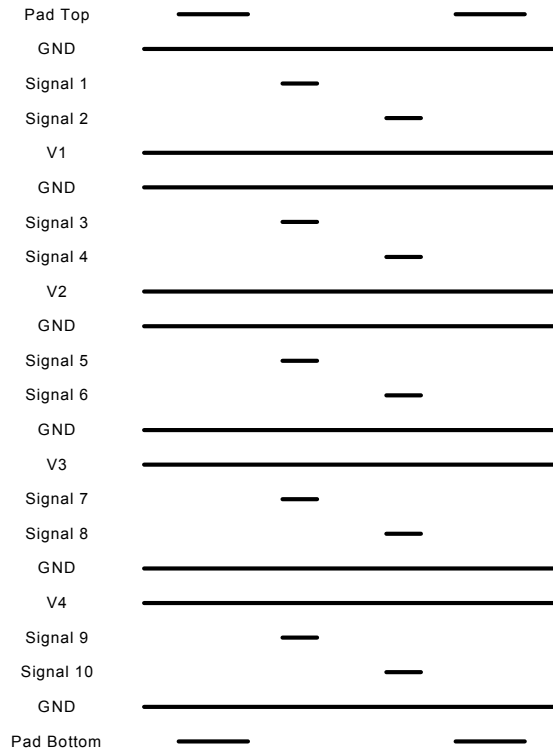 Pad Top
GND
Signal 1
Signal 2
V1
GND
Signal 3
Signal 4
V2
GND
Signal 5
Signal 6
GND
V3
Signal 7
Signal 8
GND
V4
Signal 9
Signal 10
GND
Pad Bottom